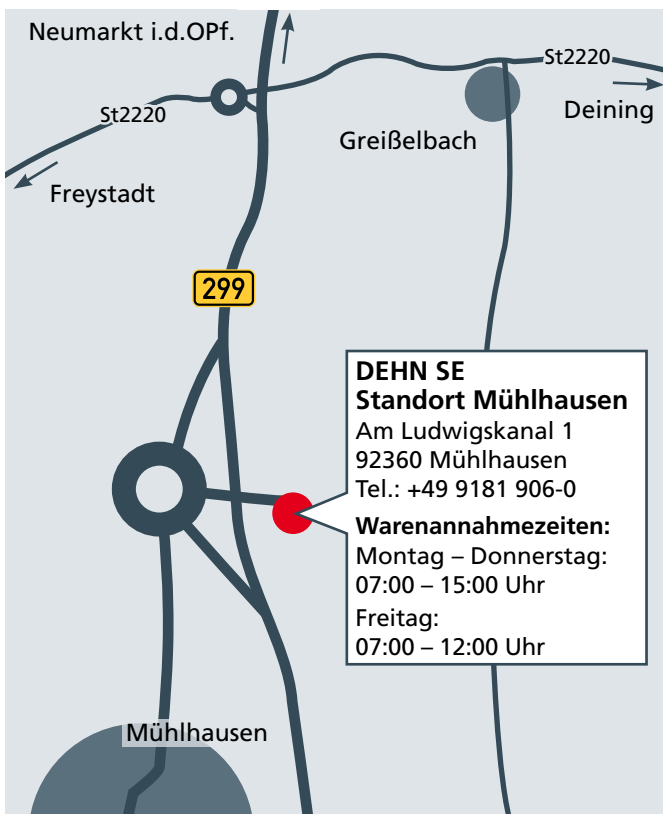 Neumarkt i.d.OPf.
St2220
St2220
Deining
Greißelbach
Freystadt
299
DEHN SE
Standort Mühlhausen
Am Ludwigskanal 1
92360 Mühlhausen
Tel.: +49 9181 906-0
Warenannahmezeiten:
Montag – Donnerstag:
07:00 – 15:00 Uhr
Freitag:
07:00 – 12:00 Uhr
Mühlhausen